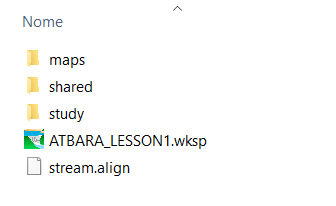 Nome
maps
shared
study
ATBARA_LESSON1.wksp
stream.align